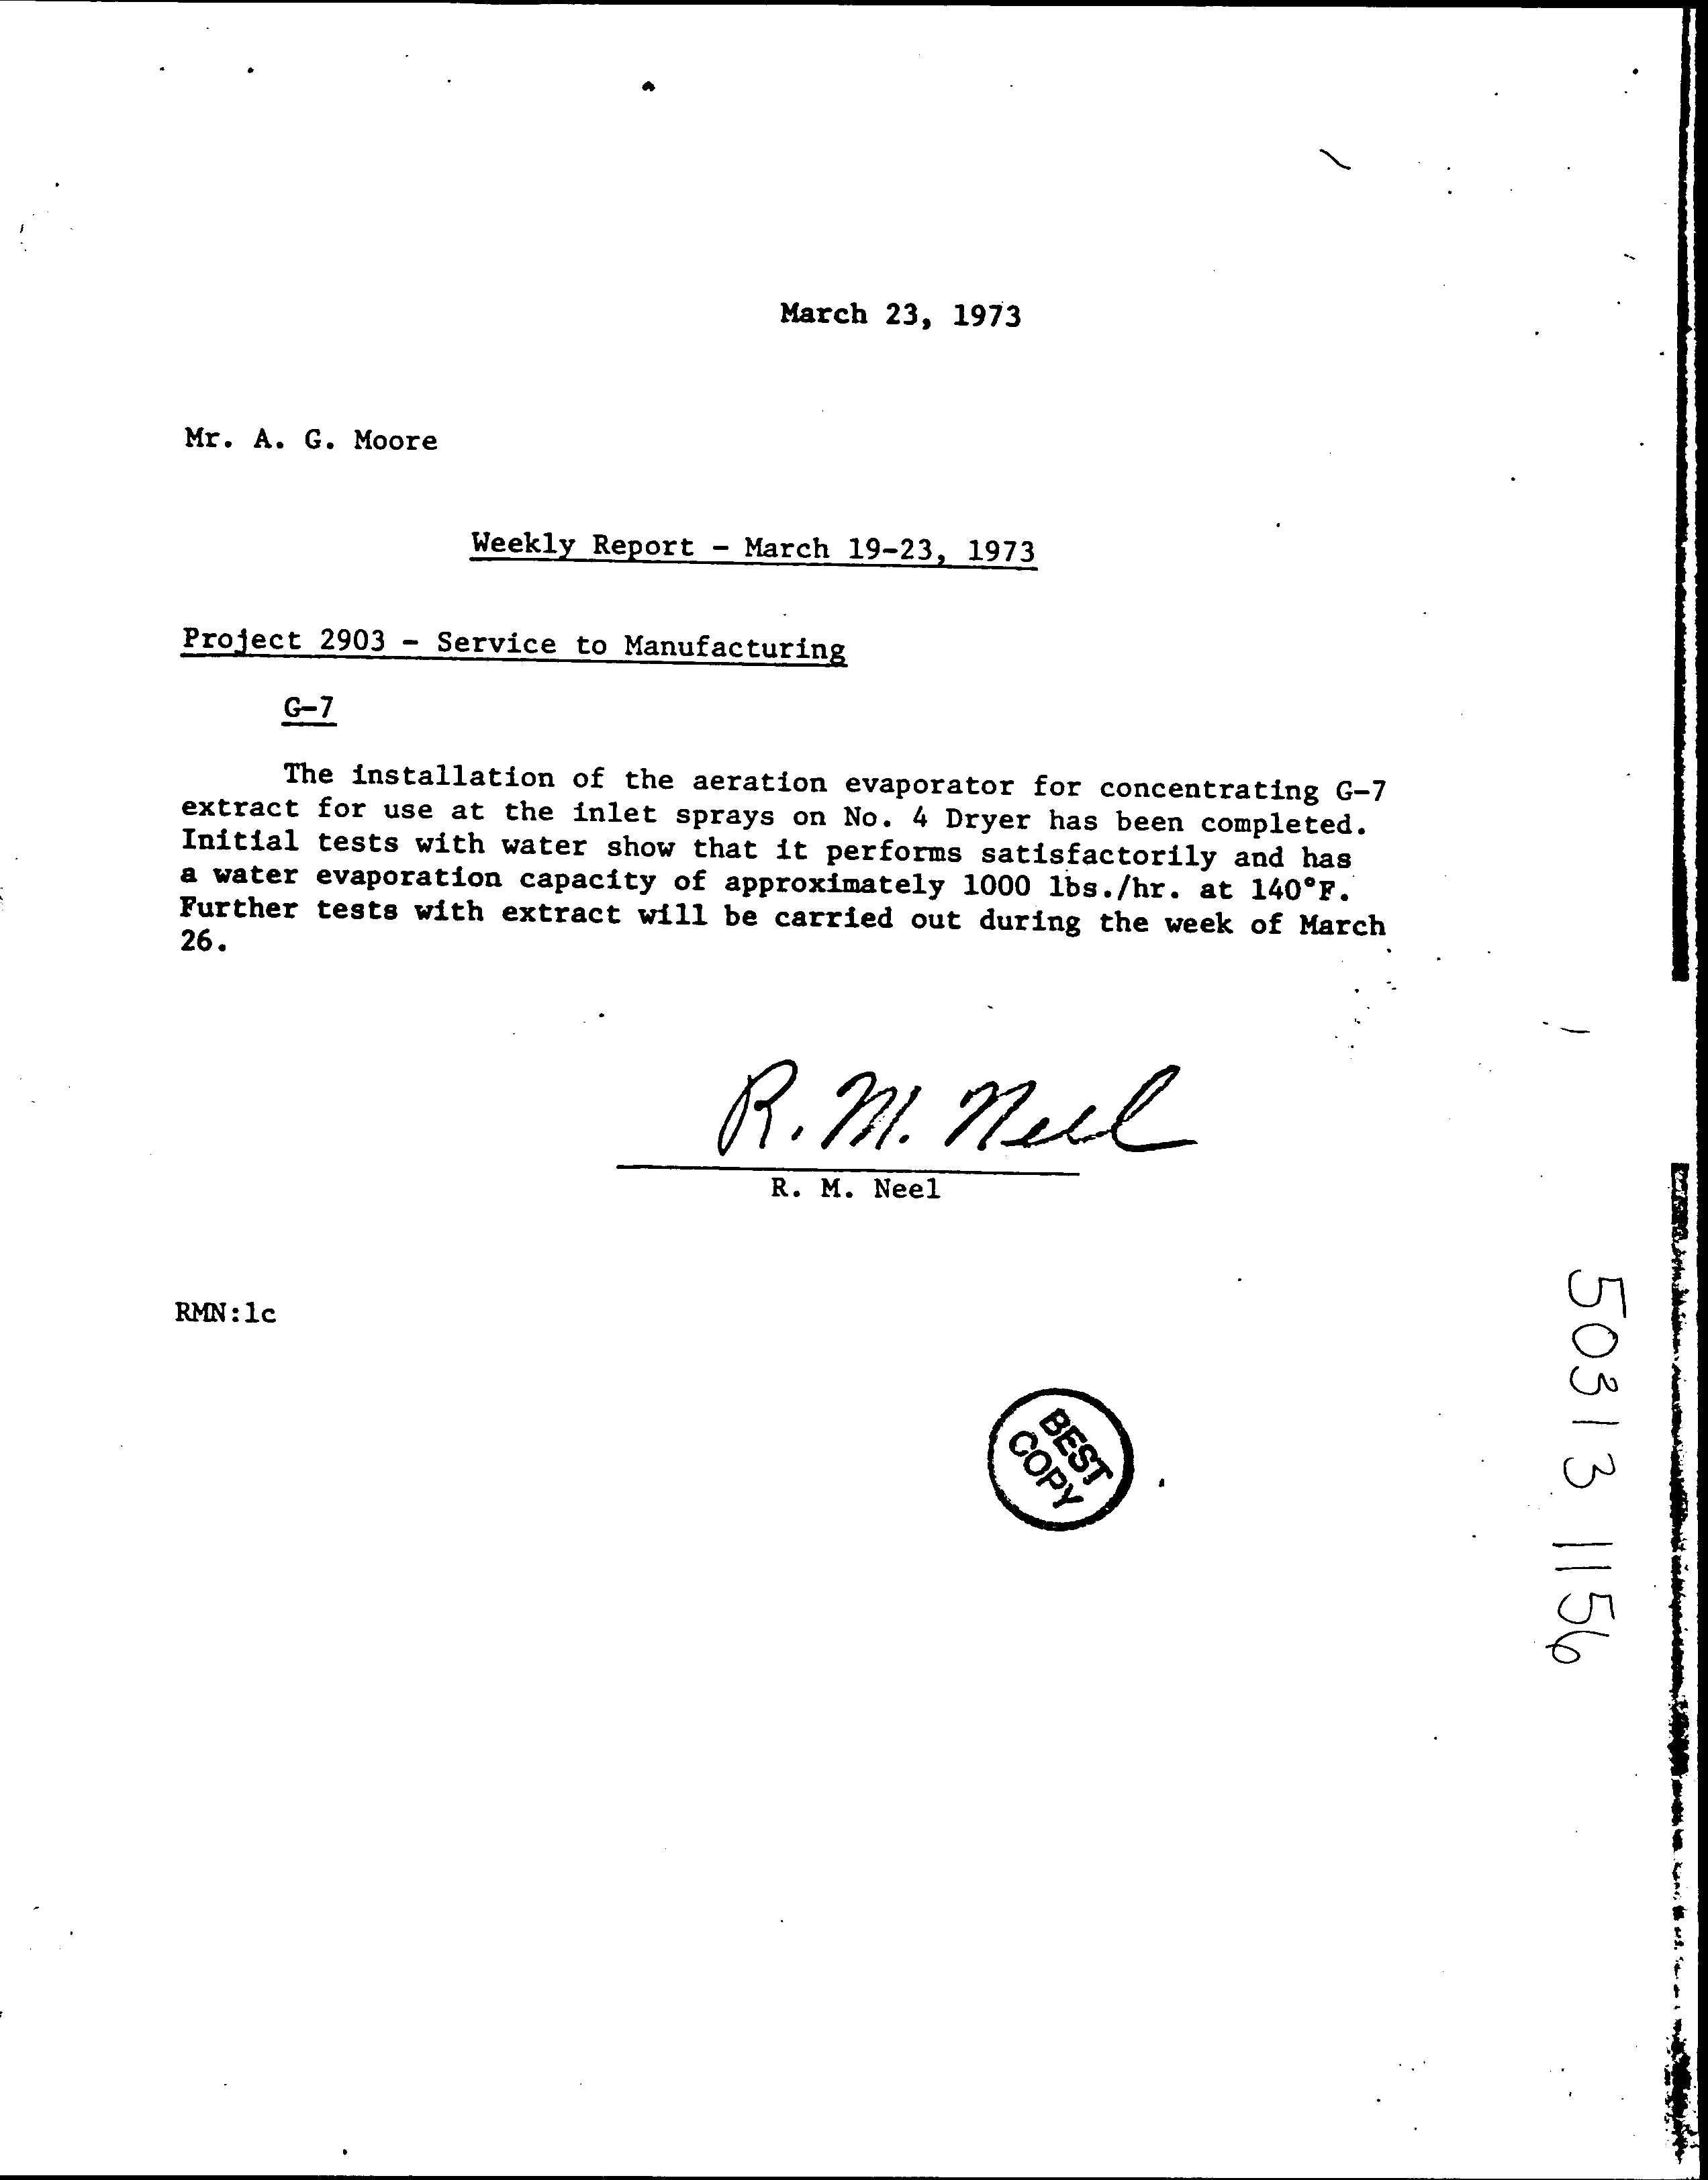 March 23, 1973
Mr. A. G. Moore
Weekly Report - March 19-23, 1973
Project 2903 - Service to Manufacturing
G-7
The installation of the aeration evaporator for concentrating G-7
extract for use at the inlet sprays on No. 4 Dryer has been completed.
Initial tests with water show that it performs satisfactorily and has
a water evaporation capacity of approximately 1000 lbs./hr. at 140°F.
Further tests with extract will be carried out during the week of March
26.
R. M. Neel
R. M. Neel
RMN:lc
BEST
COPY
50313 1156